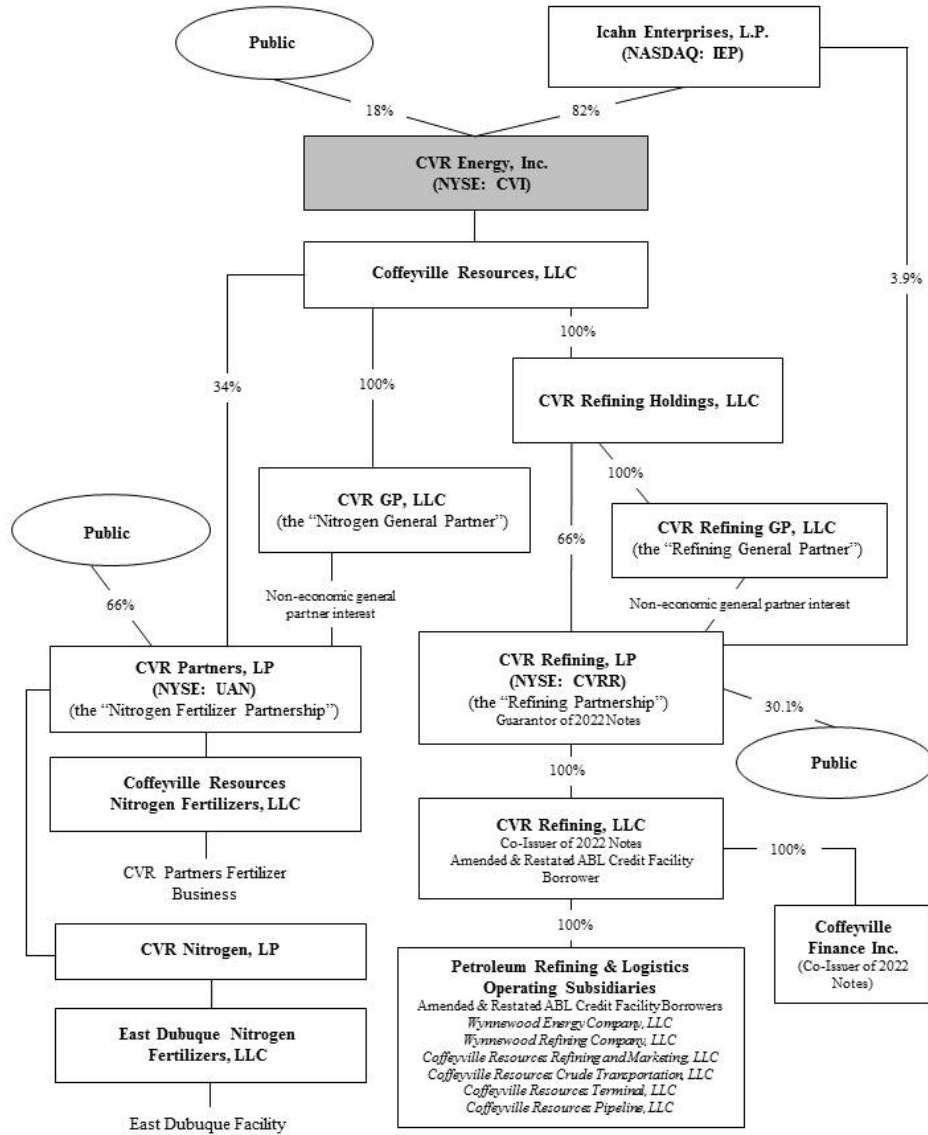 Public
Icahn Enterprises, L.P.
(NASDAQ: IEP)
18%
82%
CVR Energy, Inc.
(NYSE: CVI)
Coffeyville Resources, LLC
3.9%
100%
34%
100%
CVR Refining Holdings, LLC
100%
CVR GP, LLC
(the “Nitrogen General Partner”)
Public
CVR Refining GP, LLC
(the “Refining General Partner”)
66%
Non-economic general
partner interest
Non-economic general partner interest
66%
CVR Partners, LP
(NYSE: UAN)
(the “Nitrogen Fertilizer Partnership”)
CVR Refining, LP
(NYSE: CVRR)
(the “Refining Partnership”)
Guarantor of 2022 Notes
30.1%
Public
100%
Coffeyville Resources
Nitrogen Fertilizers, LLC
CVR Refining, LLC
Co-Issuer of 2022 Notes
Amended & Restated ABL Credit Facility
Borrower
100%
CVR Partners Fertilizer
Business
100%
CVR Nitrogen, LP
Coffeyville
Finance Inc.
(Co-Issuer of 2022
Notes)
Petroleum Refining & Logistics
Operating Subsidiaries
Amended & Restated ABL Credit Facility Borrowers
Wynnewood Energy Company, LLC
Wynnewood Refining Company, LLC
Coffeyville Resources Refining and Marketing, LLC
Coffeyville Resources Crude Transportation, LLC
Coffeyville Resources Terminal, LLC
Coffeyville Resources Pipeline, LLC
East Dubuque Nitrogen
Fertilizers, LLC
East Dubuque Facility